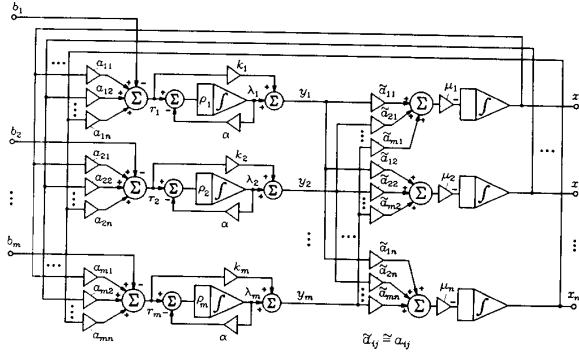 b₁
a₁₁
a₁₂
a₁ₙ
Σ
r₁
Σ
ρ₁ ∫
λ₁
k₁
α
Σ
y₁
ã₁₁
ã₂₁
ãₘ₁
Σ
μ₁
∫
x
b₂
a₂₁
a₂₂
a₂ₙ
Σ
r₂
Σ
ρ₂ ∫
λ₂
k₂
α
Σ
y₂
ã₁₂
ã₂₂
ãₘ₂
Σ
μ₂
∫
x
bₘ
aₘ₁
aₘ₂
aₘₙ
Σ
rₘ
Σ
ρₘ ∫
λₘ
kₘ
α
Σ
yₘ
ã₁ₙ
ã₂ₙ
ãₘₙ
Σ
μₙ
∫
xₙ
ãᵢⱼ ≅ aᵢⱼ